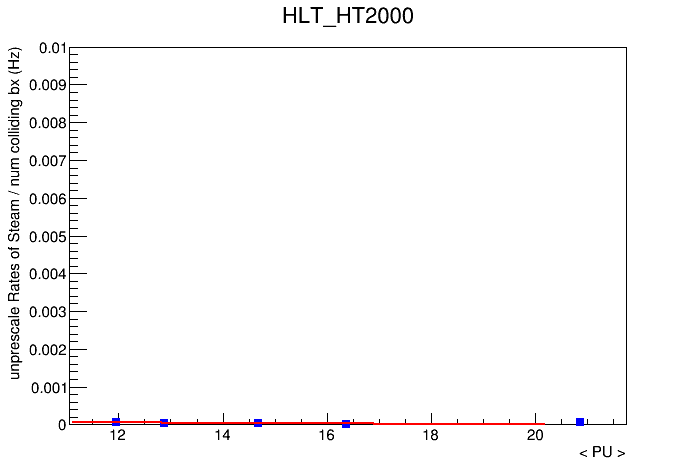 HLT_HT2000
unprescale Rates of Steam / num colliding bx (Hz)
0.01
0.009
0.008
0.007
0.006
0.005
0.004
0.003
0.002
0.001
0
12 14 16 18 20
< PU >